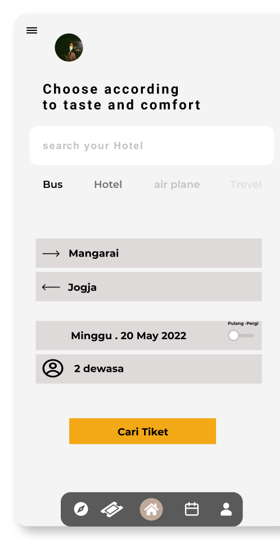 Choose according
to taste and comfort
search your Hotel
Bus Hotel air plane Trevel
Mangarai
Jogja
Pulang -Pergi
Minggu . 20 May 2022
2 dewasa
Cari Tiket